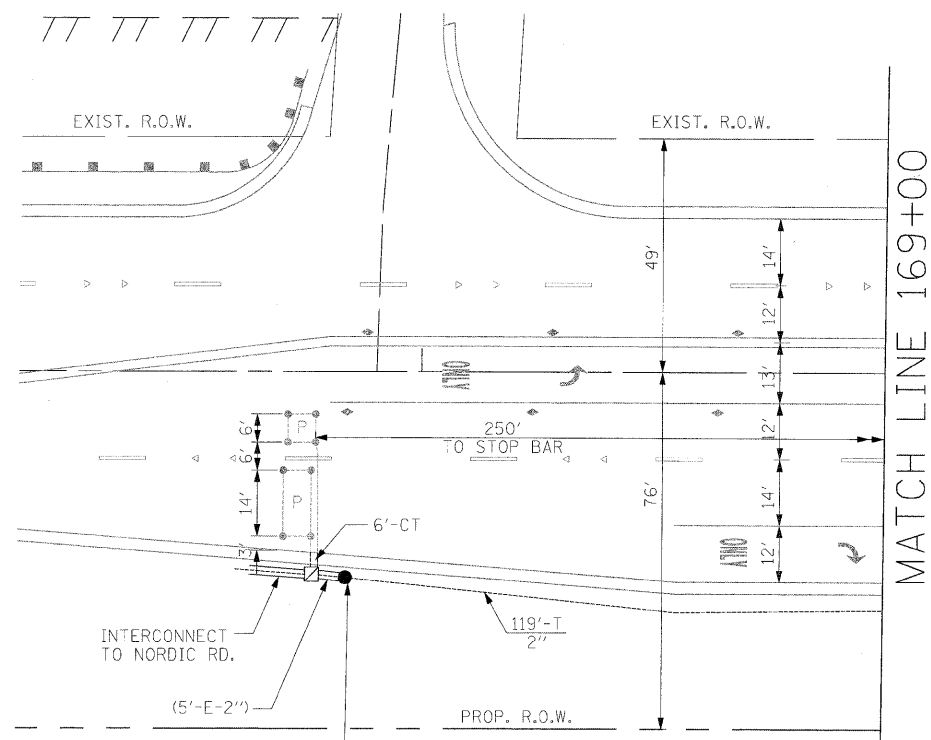 EXIST. R.O.W.
EXIST. R.O.W.
MATCH LINE 169+00
49'
14'
12'
13'
ONLY
12'
250'
TO STOP BAR
6'
P
6'
14'
P
76'
14'
6'-CT
3'
ONLY
12'
INTERCONNECT
TO NORDIC RD.
119'-T
2"
(5'-E-2")
PROP. R.O.W.